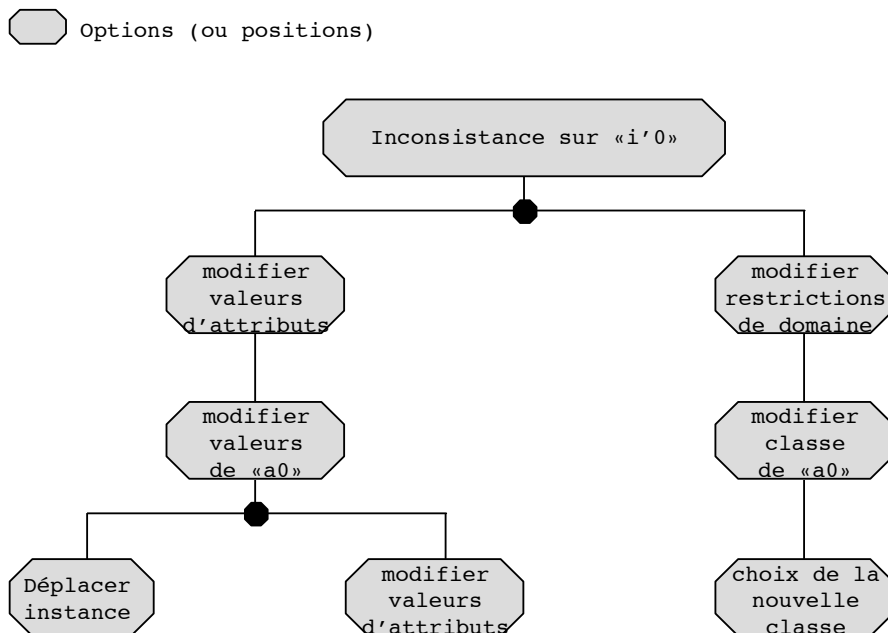 Options (ou positions)
Inconsistance sur «i’0»
modifier
valeurs
d’attributs
modifier
restrictions
de domaine
modifier
valeurs
de «a0»
modifier
classe
de «a0»
Déplacer
instance
modifier
valeurs
d’attributs
choix de la
nouvelle
classe